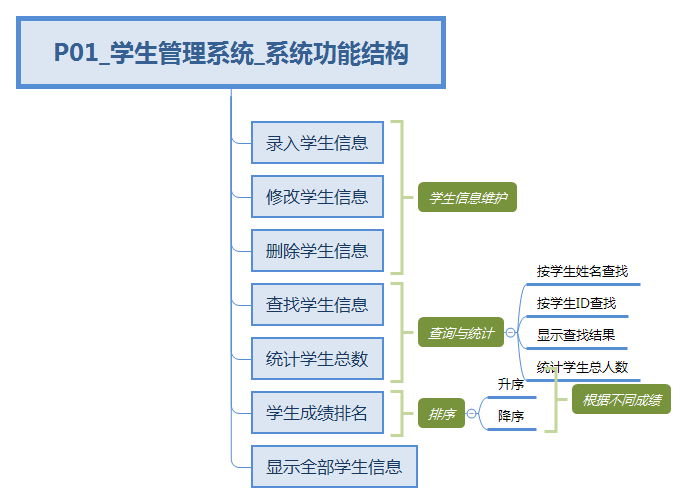 P01_学生管理系统_系统功能结构
录入学生信息
修改学生信息
学生信息维护
删除学生信息
查找学生信息
统计学生总数
查询与统计
按学生姓名查找
按学生ID查找
显示查找结果
统计学生总人数
学生成绩排名
排序
升序
降序
根据不同成绩
显示全部学生信息